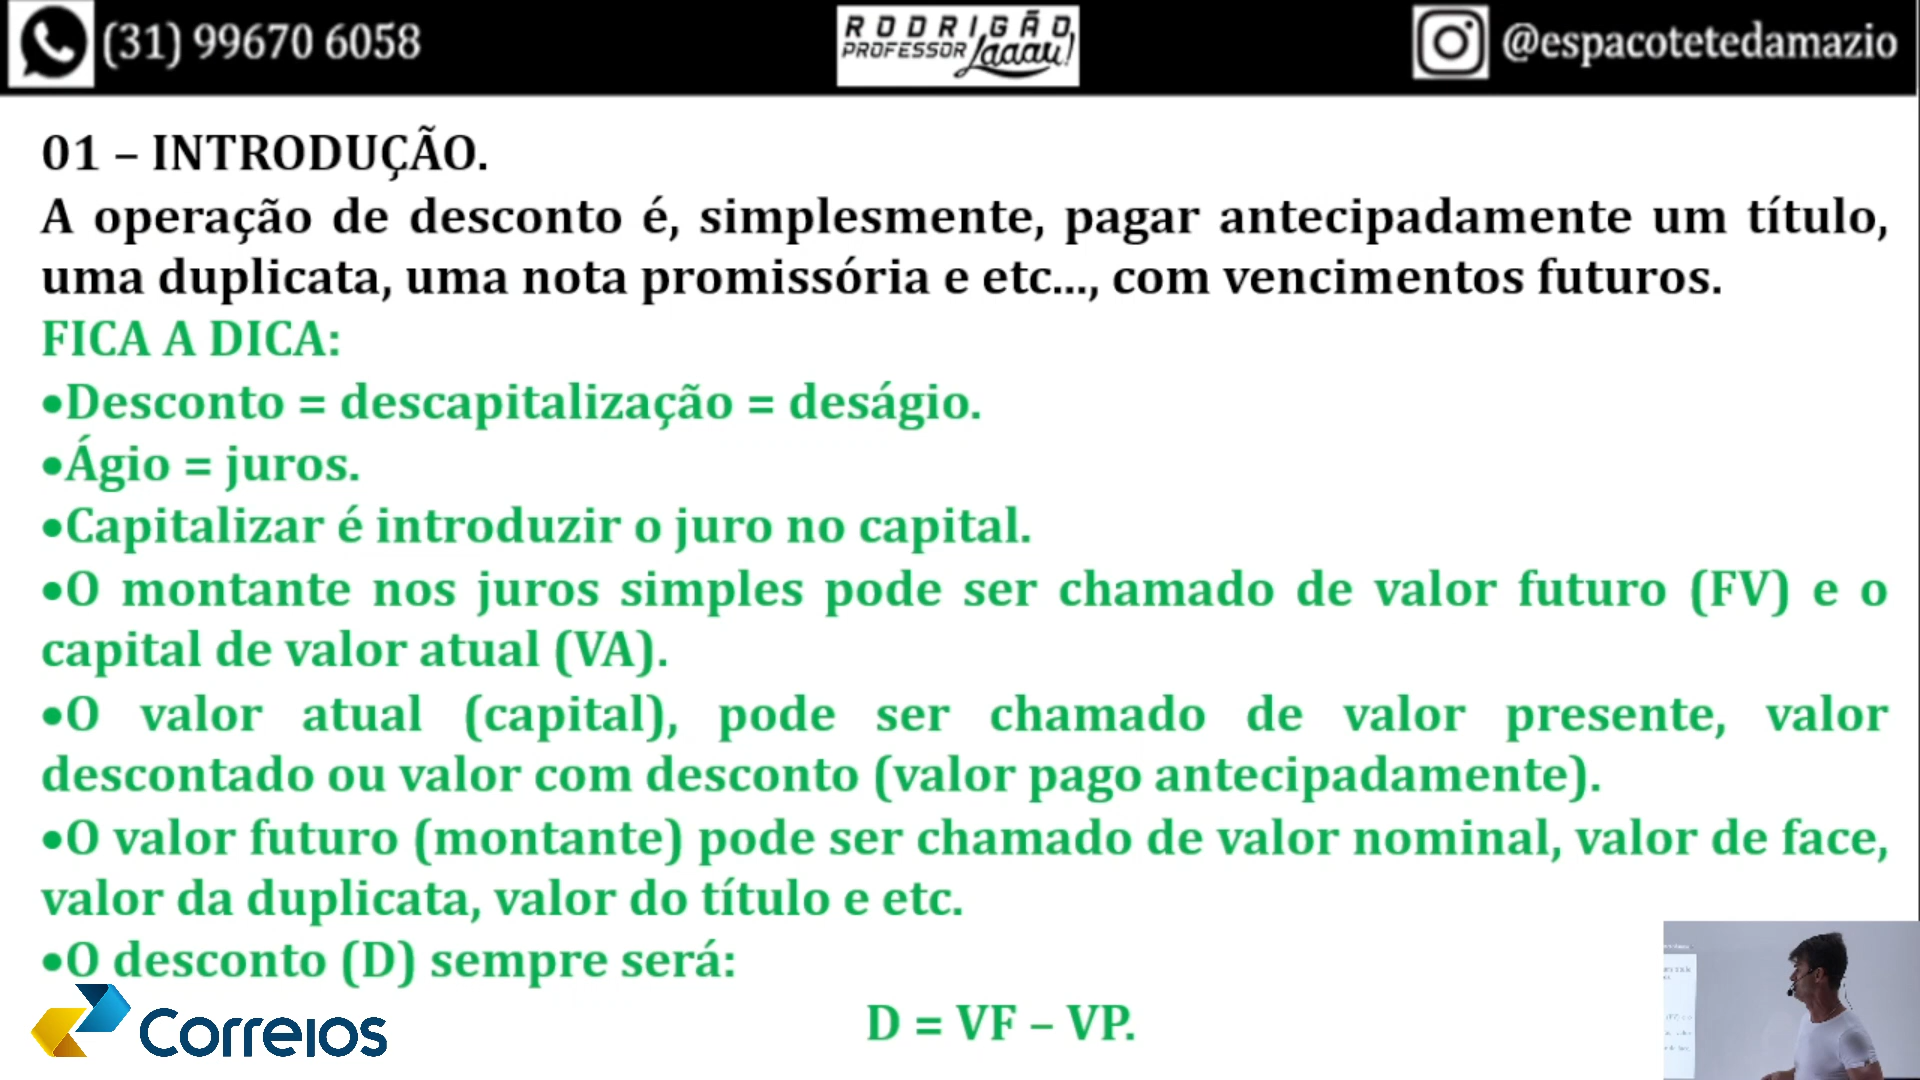 (31) 99670 6058
RODRIGÃO
PROFESSOR Laaau!
@espacotetedamazio
01 – INTRODUÇÃO.
A operação de desconto é, simplesmente, pagar antecipadamente um título,
uma duplicata, uma nota promissória e etc..., com vencimentos futuros.
FICA A DICA:
•Desconto = descapitalização = deságio.
•Ágio = juros.
•Capitalizar é introduzir o juro no capital.
•O montante nos juros simples pode ser chamado de valor futuro (FV) e o
capital de valor atual (VA).
•O valor atual (capital), pode ser chamado de valor presente, valor
descontado ou valor com desconto (valor pago antecipadamente).
•O valor futuro (montante) pode ser chamado de valor nominal, valor de face,
valor da duplicata, valor do título e etc.
•O desconto (D) sempre será:
D = VF – VP.
Correios